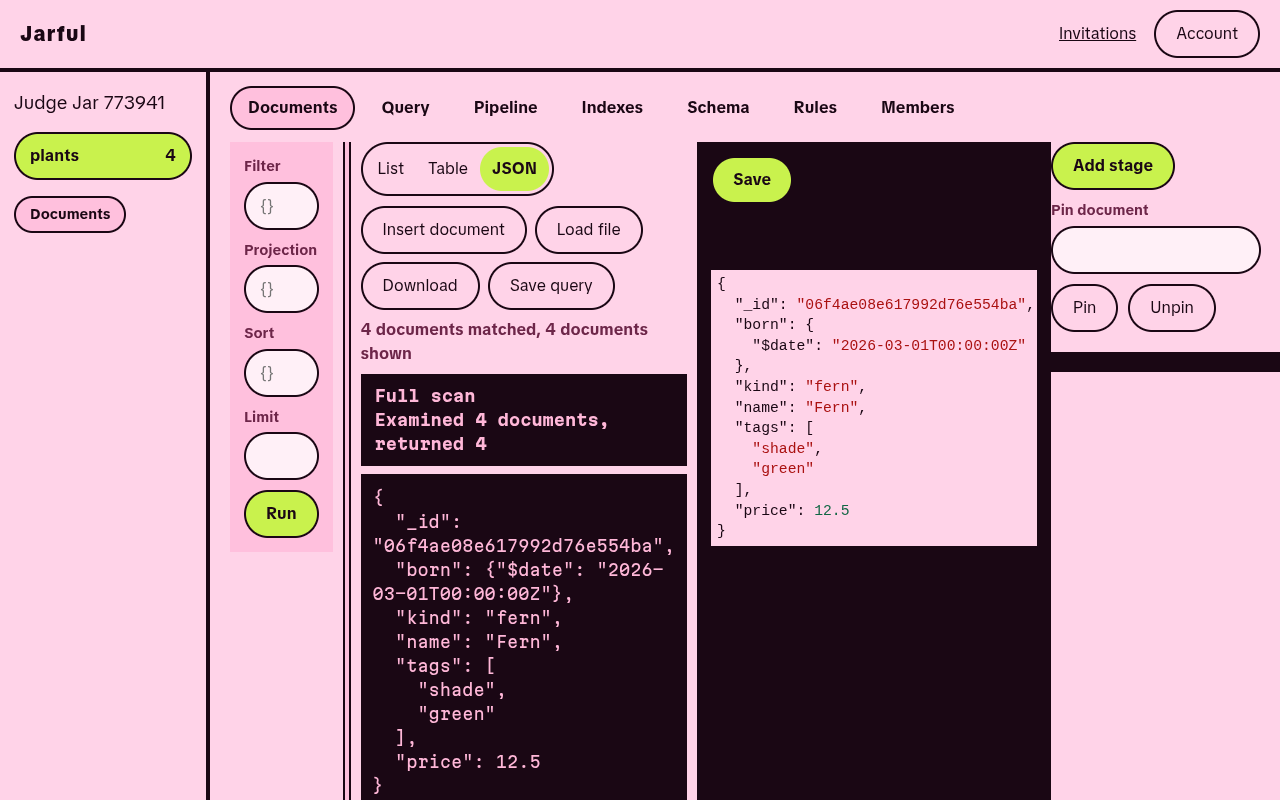 Jarful
Invitations
Account
Judge Jar 773941
plants 4
Documents
Documents
Query
Pipeline
Indexes
Schema
Rules
Members
Filter
{}
Projection
{}
Sort
{}
Limit
Run
List
Table
JSON
Insert document
Load file
Download
Save query
4 documents matched, 4 documents
shown
Full scan
Examined 4 documents,
returned 4
{
"_id":
"06f4ae08e617992d76e554ba",
"born": {"$date": "2026-
03-01T00:00:00Z"},
"kind": "fern",
"name": "Fern",
"tags": [
"shade",
"green"
],
"price": 12.5
}
Save
{
"_id": "06f4ae08e617992d76e554ba",
"born": {
"$date": "2026-03-01T00:00:00Z"
},
"kind": "fern",
"name": "Fern",
"tags": [
"shade",
"green"
],
"price": 12.5
}
Add stage
Pin document
Pin
Unpin